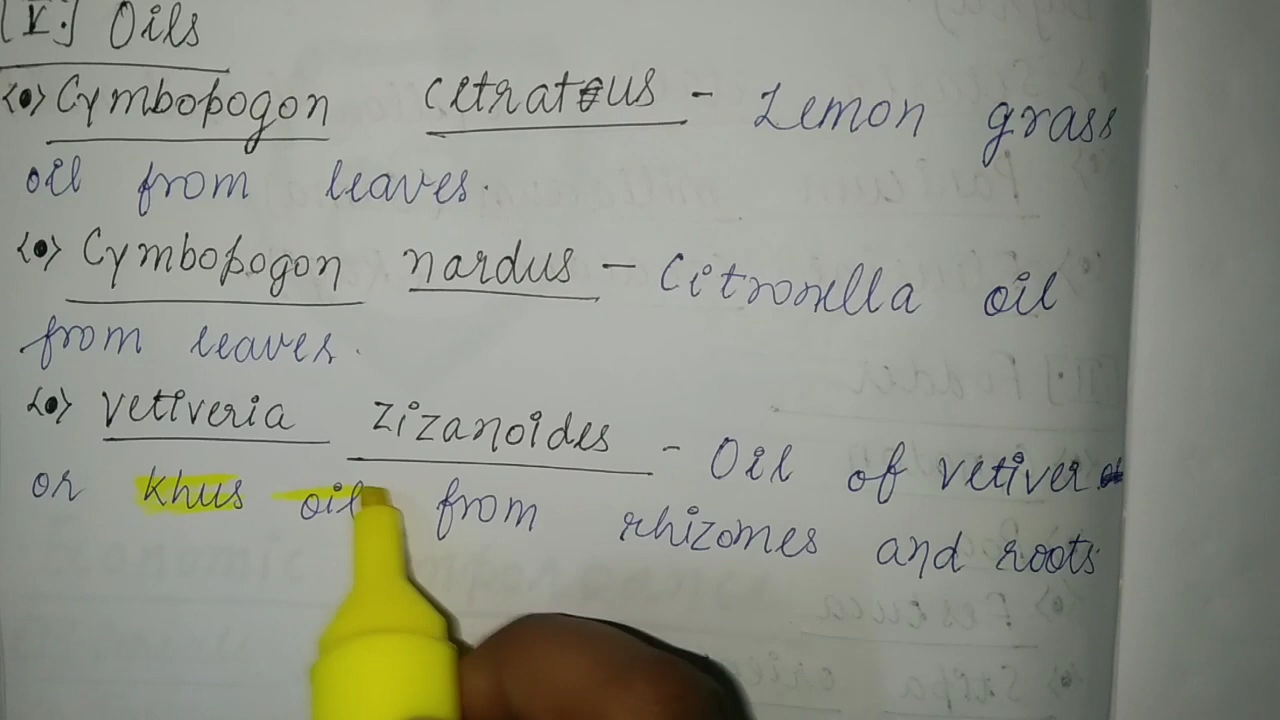 [V.] Oils
Cymbopogon citratus - Lemon grass
oil from leaves.
Cymbopogon nardus - Citronella oil
from leaves.
Vetiveria zizanoides - Oil of vetiver
or khus oil from rhizomes and roots